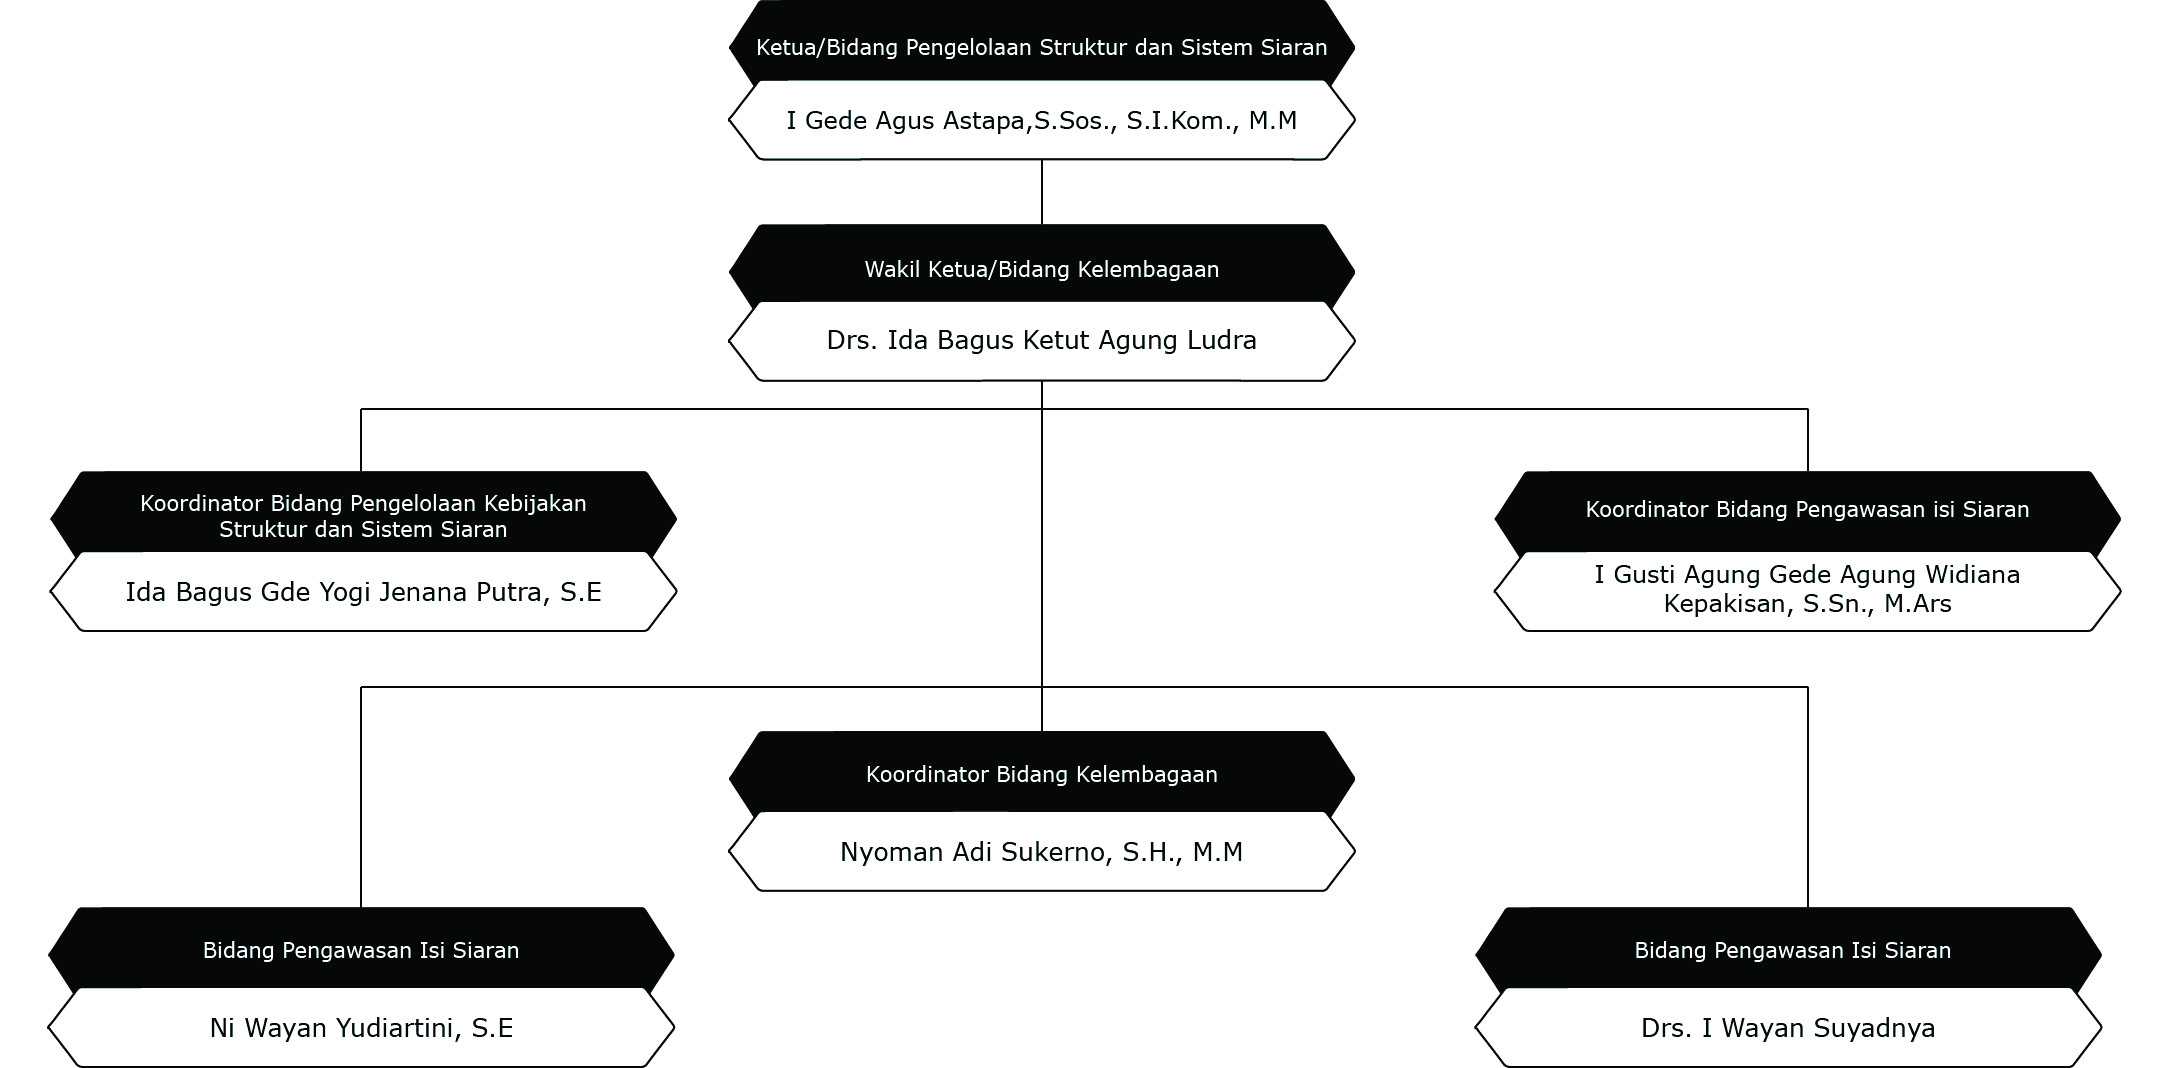 Ketua/Bidang Pengelolaan Struktur dan Sistem Siaran
I Gede Agus Astapa,S.Sos., S.I.Kom., M.M
Wakil Ketua/Bidang Kelembagaan
Drs. Ida Bagus Ketut Agung Ludra
Koordinator Bidang Pengelolaan Kebijakan
Struktur dan Sistem Siaran
Ida Bagus Gde Yogi Jenana Putra, S.E
Koordinator Bidang Pengawasan isi Siaran
I Gusti Agung Gede Agung Widiana
Kepakisan, S.Sn., M.Ars
Koordinator Bidang Kelembagaan
Nyoman Adi Sukerno, S.H., M.M
Bidang Pengawasan Isi Siaran
Ni Wayan Yudiartini, S.E
Bidang Pengawasan Isi Siaran
Drs. I Wayan Suyadnya